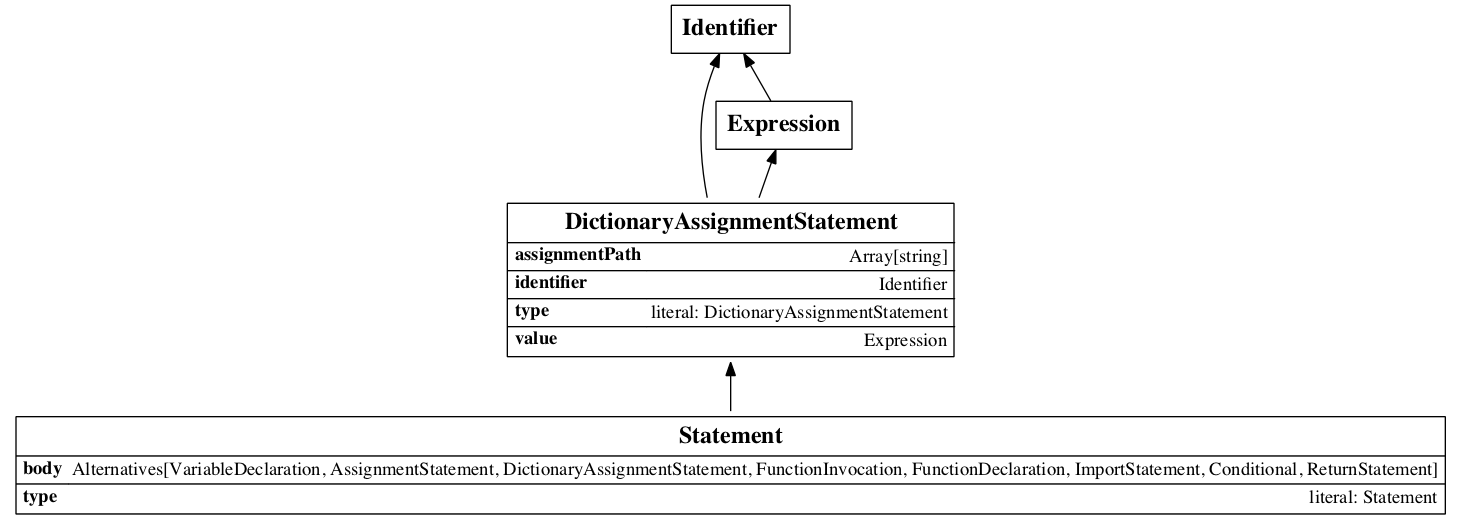 Identifier
Expression
DictionaryAssignmentStatement
assignmentPath Array[string]
identifier Identifier
type literal: DictionaryAssignmentStatement
value Expression
Statement
body Alternatives[VariableDeclaration, AssignmentStatement, DictionaryAssignmentStatement, FunctionInvocation, FunctionDeclaration, ImportStatement, Conditional, ReturnStatement]
type literal: Statement